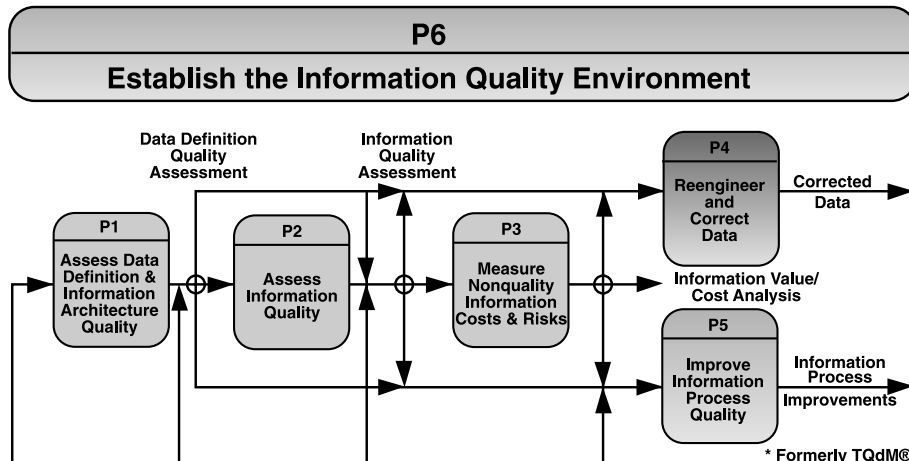 P6
Establish the Information Quality Environment
Data Definition
Quality
Assessment
Information
Quality
Assessment
P1
Assess Data
Definition &
Information
Architecture
Quality
P2
Assess
Information
Quality
P3
Measure
Nonquality
Information
Costs & Risks
P4
Reengineer
and
Correct
Data
Corrected
Data
Information Value/
Cost Analysis
P5
Improve
Information
Process
Quality
Information
Process
Improvements
* Formerly TQdM®